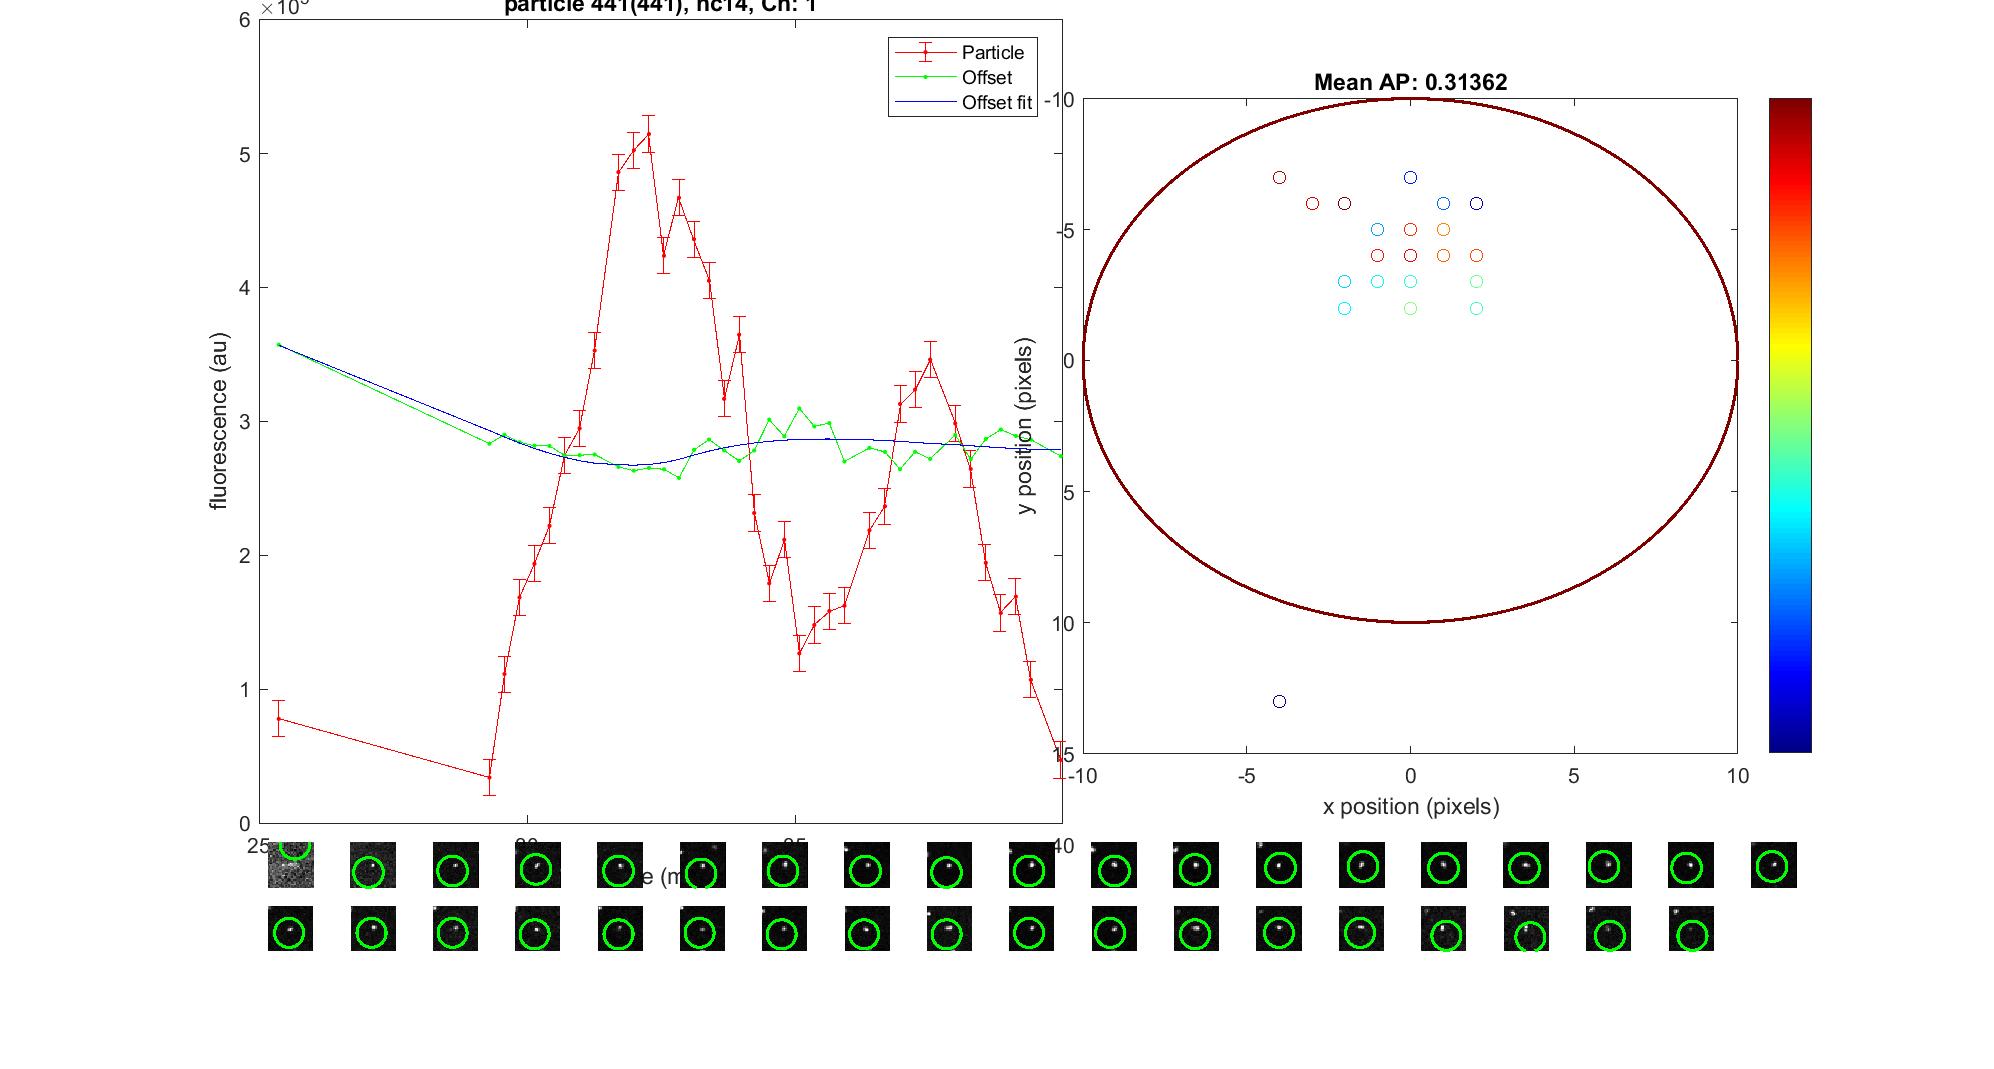 particle 441(441), nc14, Ch: 1
6
5
4
3
2
1
0
fluorescence (au)
Particle
Offset
Offset fit
25
40
Mean AP: 0.31362
-10
-5
0
5
10
15
y position (pixels)
-10
-5
0
5
10
x position (pixels)